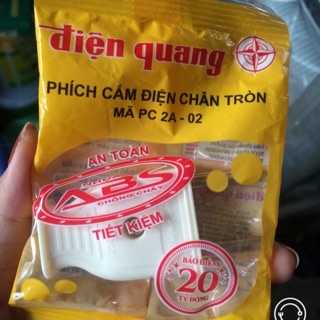 điện quang
PHÍCH CẮM ĐIỆN CHÂN TRÒN
MÃ PC 2A - 02
AN TOÀN
ABS
CHỐNG CHÁY
TIẾT KIỆM
BẢO HIỂM
20
TỶ ĐỒNG